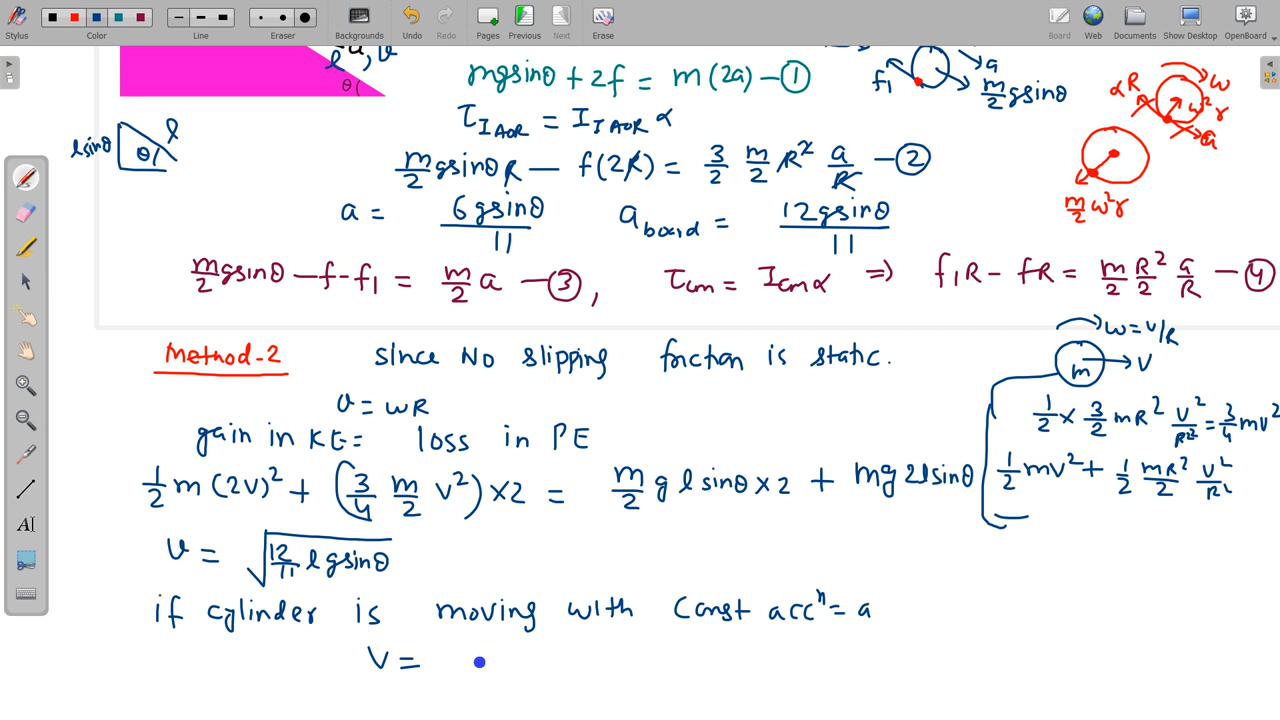 Stylus
Color
Line
Eraser
Backgrounds
Undo
Redo
Pages
Previous
Next
Erase
Board
Web
Documents
Show Desktop
OpenBoard
θ
mgsinθ + 2f = m(2a) — ①
f₁
a
m/2 gsinθ
τ_IAOR = I_IAOR α
αR
ω
ω²r
a
lsinθ
θ
l
m/2 gsinθR — f(2R) = 3/2 m/2 R² a/R — ②
m/2 ω²r
a = 6gsinθ/11
a_board = 12gsinθ/11
m/2 gsinθ — f - f₁ = m/2 a — ③,
τcm = Icm α ⇒ f₁R - fR = m/2 R²/2 a/R — ④
Method-2
since No slipping friction is static.
ω = V/R
m
V
v = ωR
1/2 × 3/2 mR² V²/R² = 3/4 mv²
gain in KE = loss in PE
1/2 m(2v)² + (3/4 m/2 v²) × 2 = m/2 g l sinθ × 2 + mg 2lsinθ
1/2 mv² + 1/2 mR²/2 V²/R²
v = √(12/11 l gsinθ)
if cylinder is moving with const accⁿ = a
V =